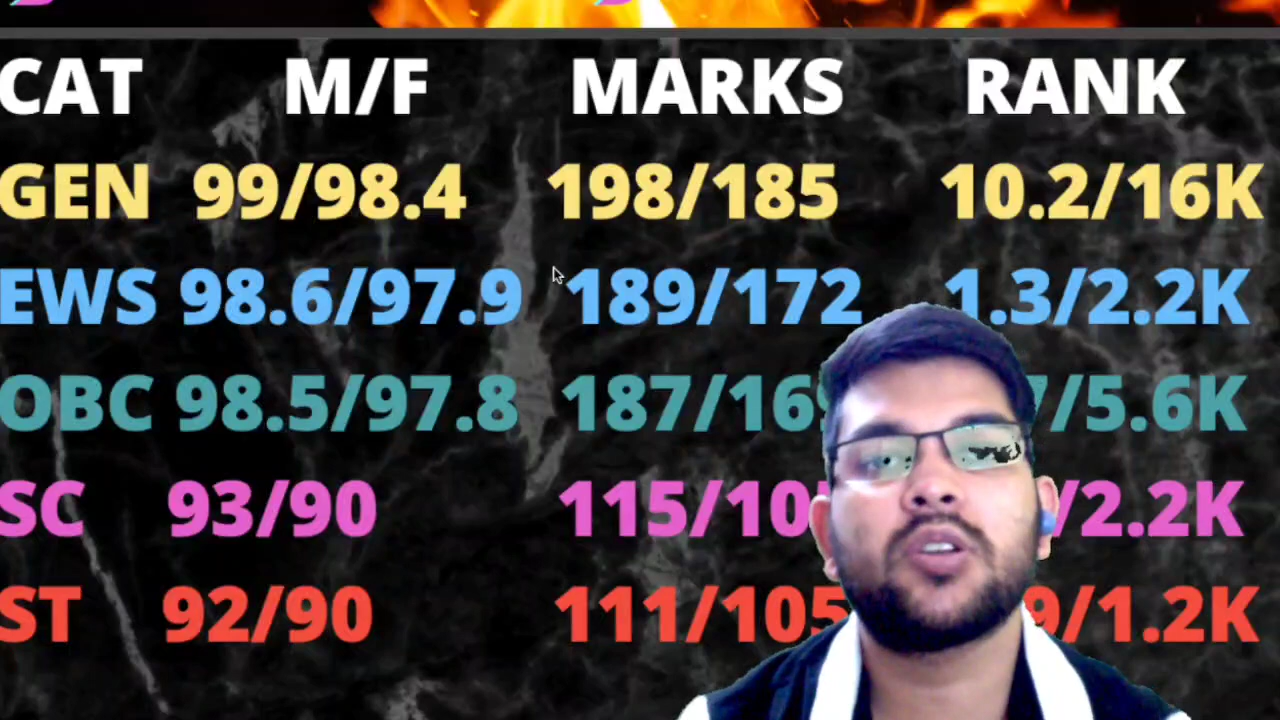 CAT M/F MARKS RANK
GEN 99/98.4 198/185 10.2/16K
EWS 98.6/97.9 189/172 1.3/2.2K
OBC 98.5/97.8 187/169 /5.6K
SC 93/90 115/10 /2.2K
ST 92/90 111/105 9/1.2K